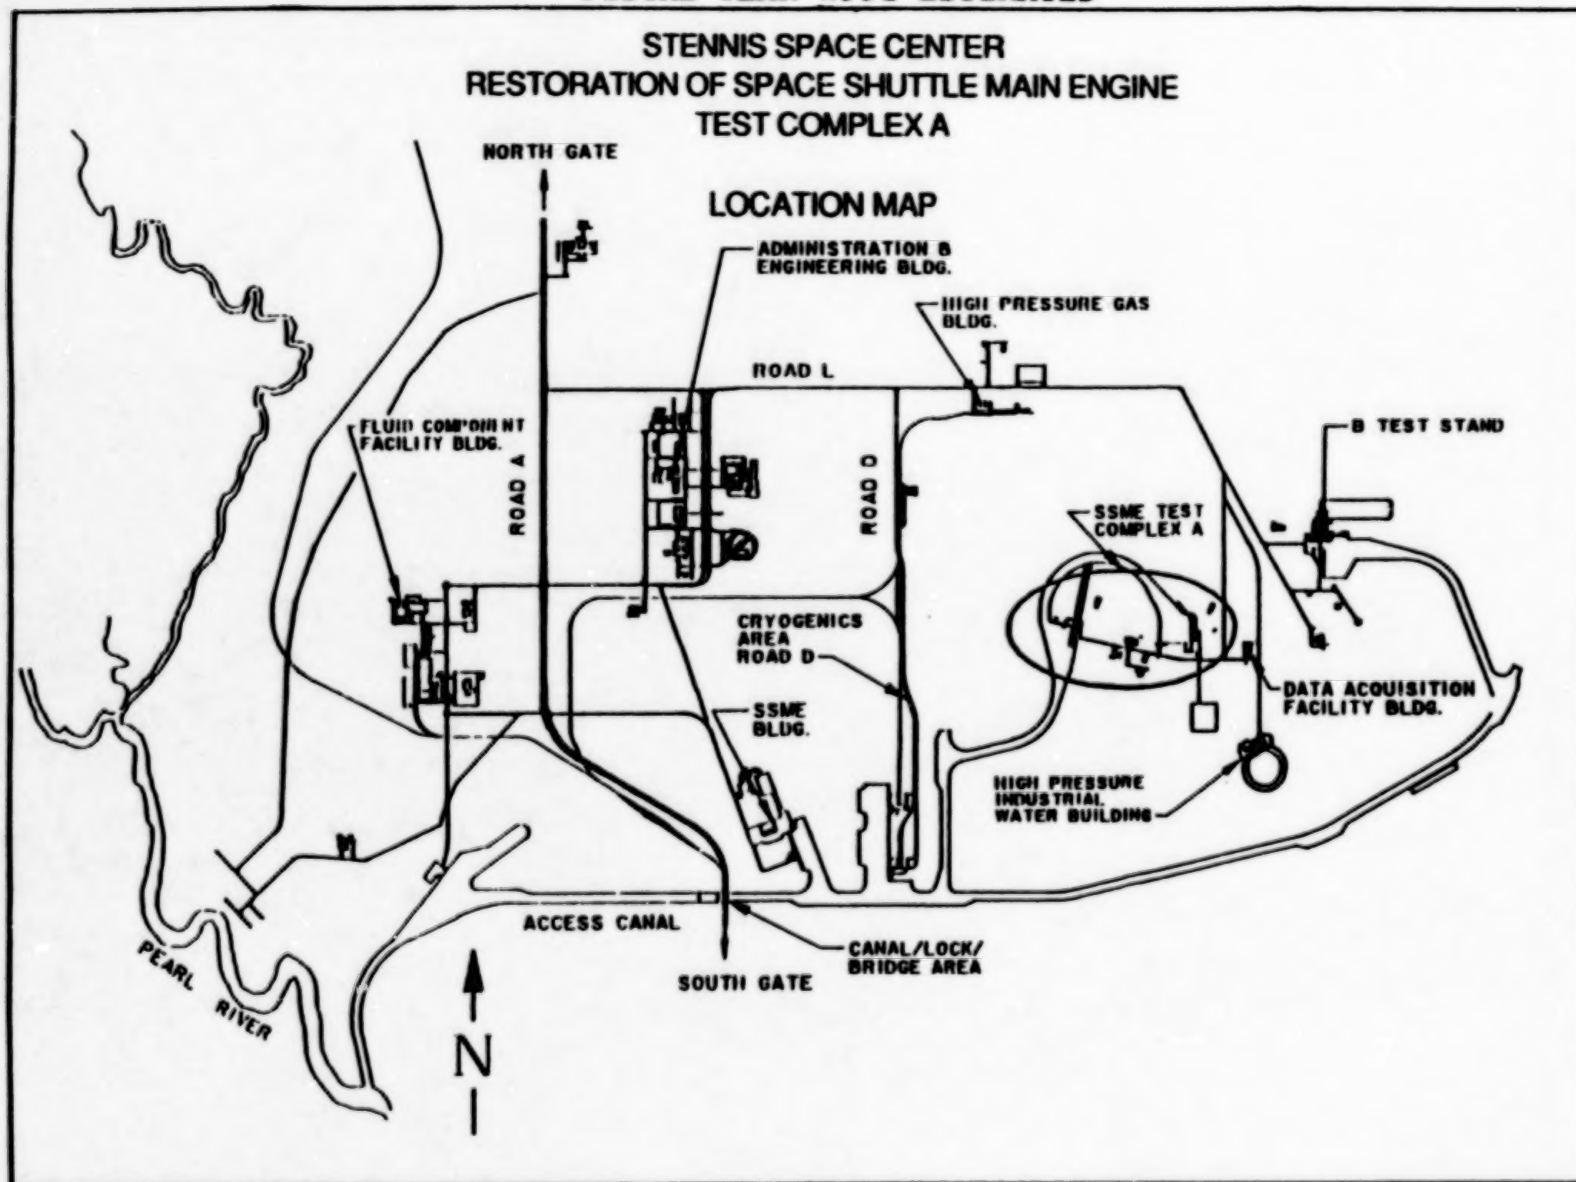 STENNIS SPACE CENTER
RESTORATION OF SPACE SHUTTLE MAIN ENGINE
TEST COMPLEX A
NORTH GATE
LOCATION MAP
ADMINISTRATION &
ENGINEERING BLDG.
HIGH PRESSURE GAS
BLDG.
ROAD L
FLUID COMPONENT
FACILITY BLDG.
B TEST STAND
ROAD A
ROAD D
SSME TEST
COMPLEX A
CRYOGENICS
AREA
ROAD D
SSME
BLDG.
DATA ACQUISITION
FACILITY BLDG.
HIGH PRESSURE
INDUSTRIAL
WATER BUILDING
ACCESS CANAL
CANAL/LOCK/
BRIDGE AREA
SOUTH GATE
PEARL RIVER
N